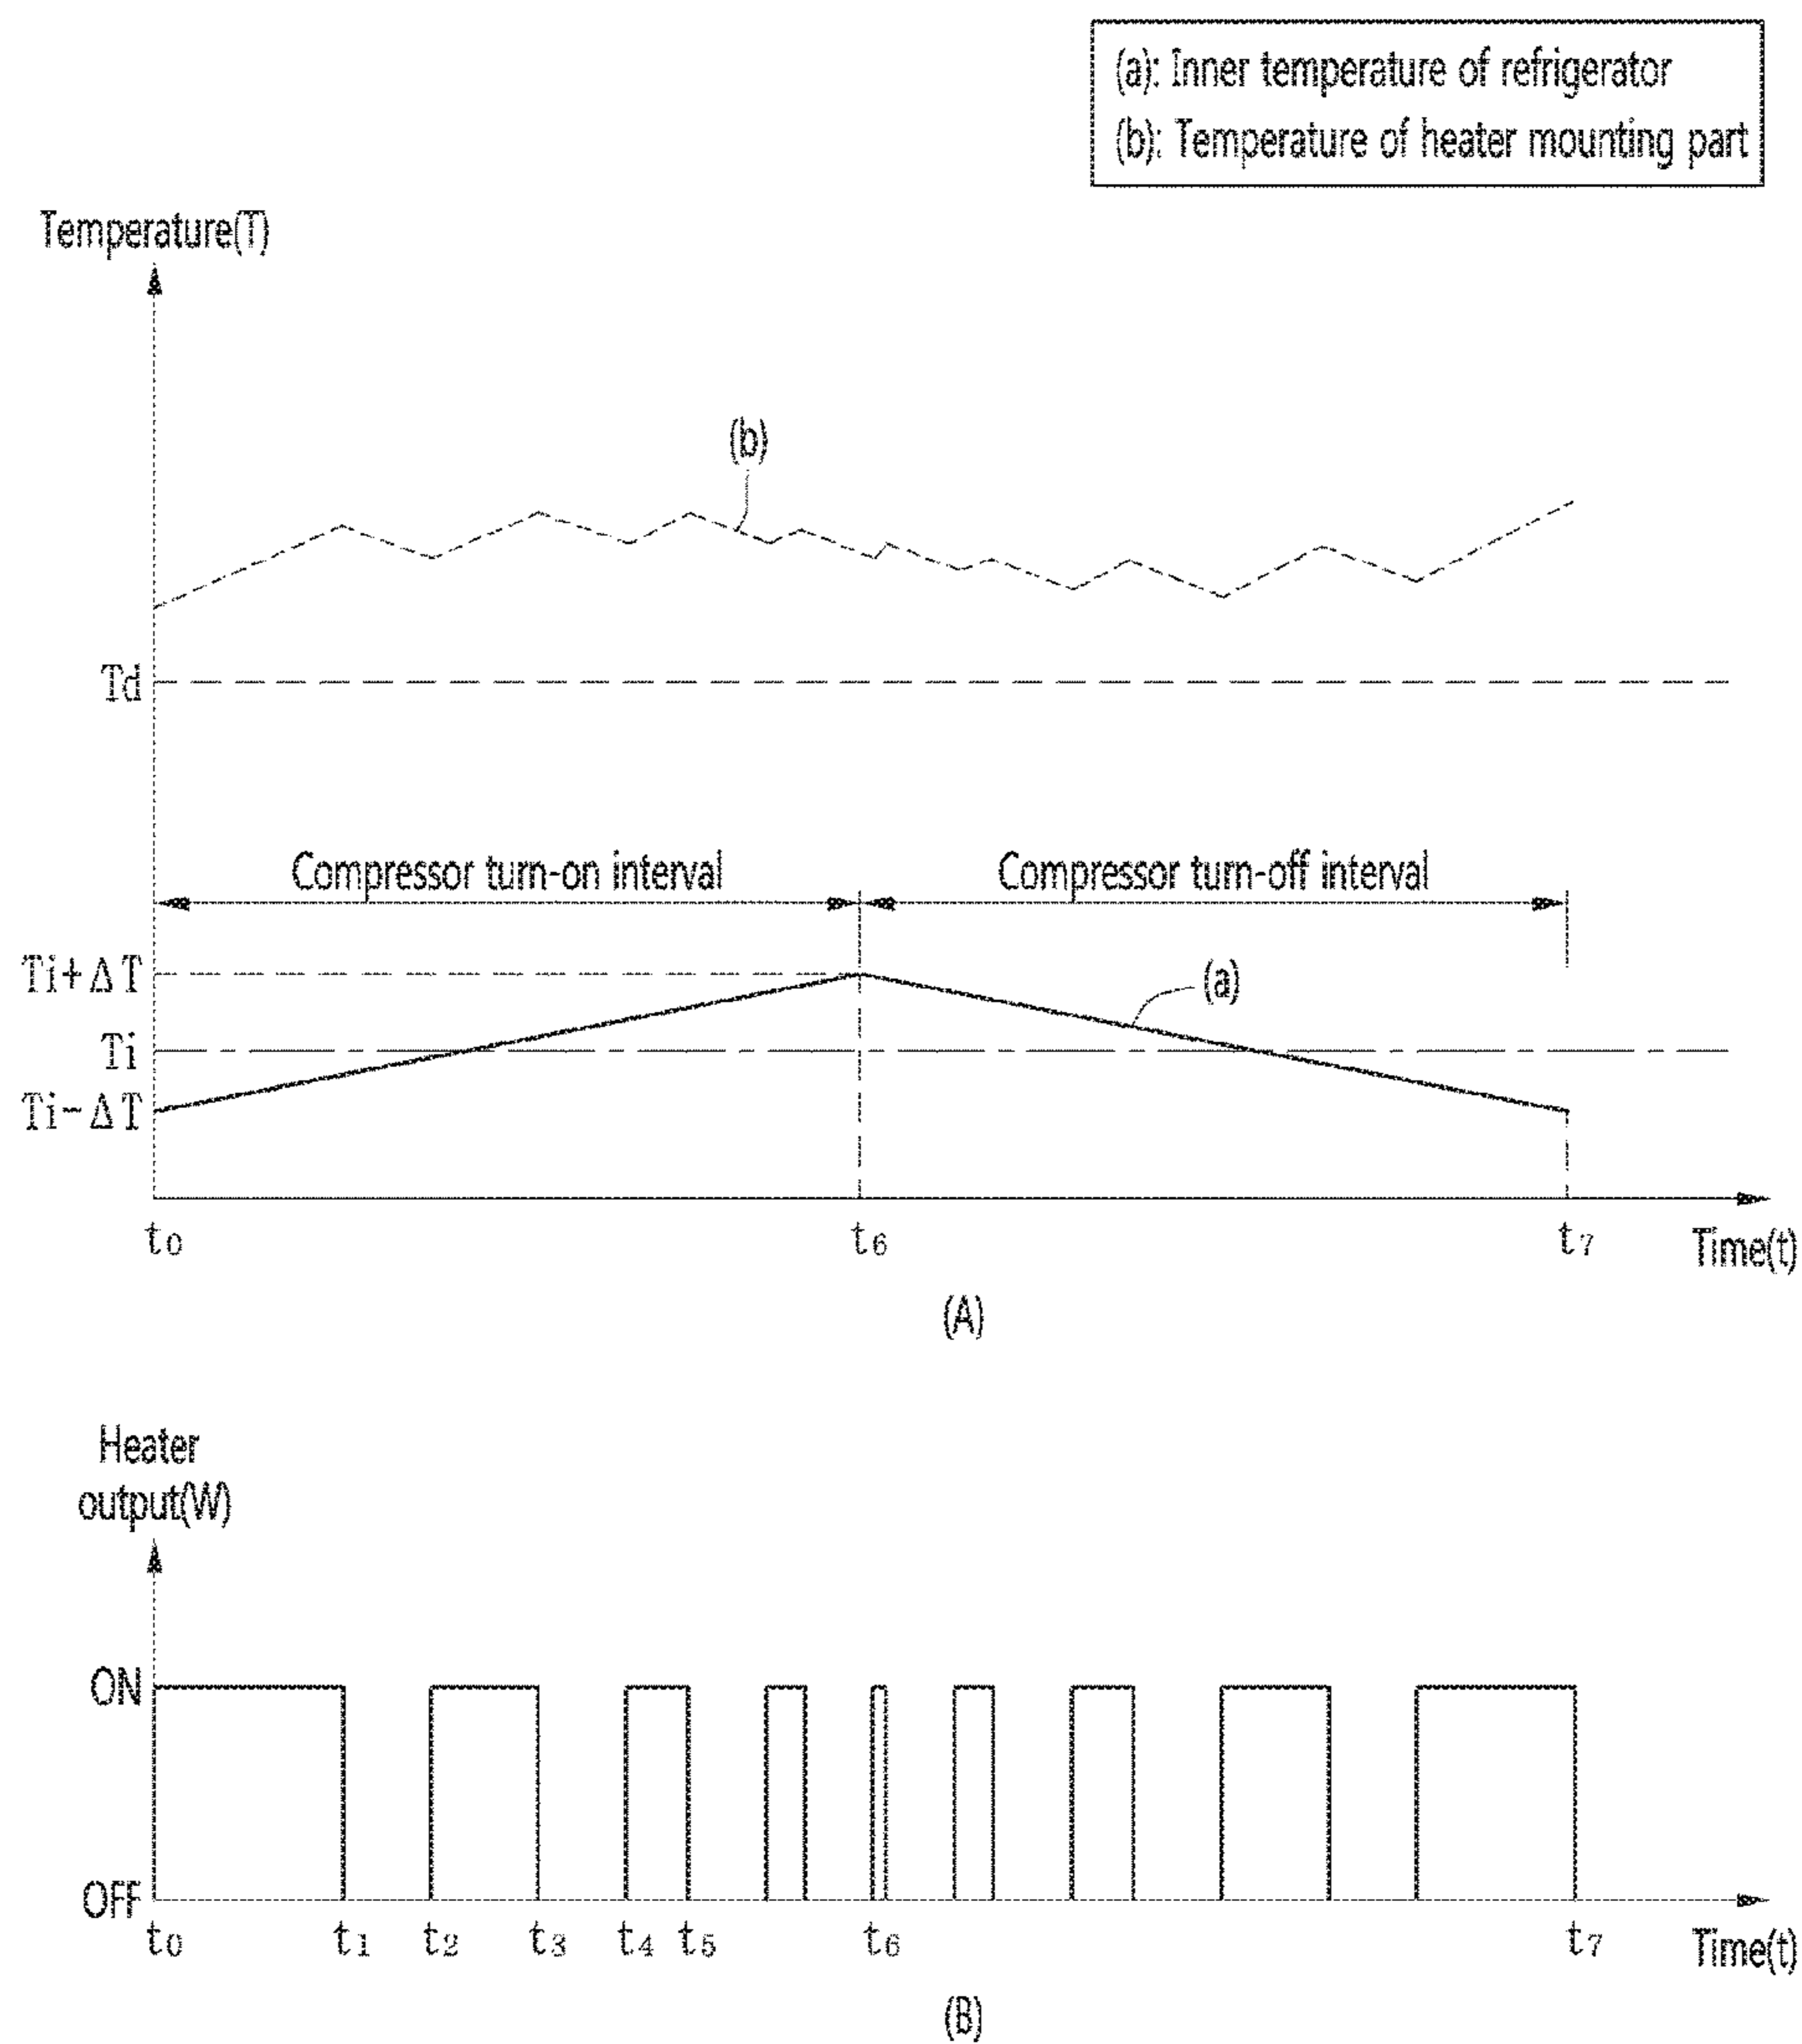 (a): Inner temperature of refrigerator
(b): Temperature of heater mounting part
Temperature(T)
(b)
Td
Compressor turn-on interval
Compressor turn-off interval
Ti+ΔT
(a)
Ti
Ti-ΔT
t0
t6
t7
Time(t)
(A)
Heater
output(W)
ON
OFF
t0
t1
t2
t3
t4
t5
t6
t7
Time(t)
(B)